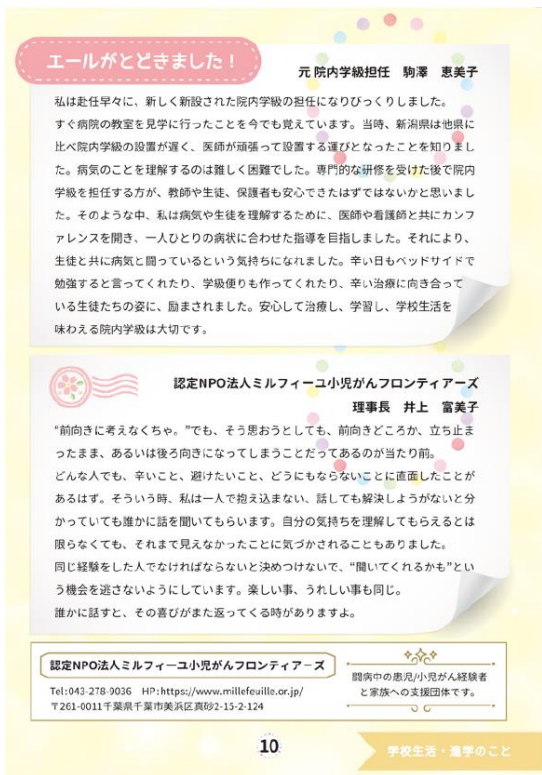 エールがとどきました！
元 院内学級担任　駒澤　恵美子
私は赴任早々に、新しく新設された院内学級の担任になりびっくりしました。
すぐ病院の教室を見学に行ったことを今でも覚えています。当時、新潟県は他県に
比べ院内学級の設置が遅く、医師が頑張って設置する運びとなったことを知りまし
た。病気のことを理解するのは難しく困難でした。専門的な研修を受けた後で院内
学級を担任する方が、教師や生徒、保護者も安心できたはずではないかと思いまし
た。そのような中、私は病気や生徒を理解するために、医師や看護師と共にカンフ
ァレンスを開き、一人ひとりの病状に合わせた指導を目指しました。それにより、
生徒と共に病気と闘っているという気持ちになれました。辛い日もベッドサイドで
勉強すると言ってくれたり、学級便りも作ってくれたり、辛い治療に向き合って
いる生徒たちの姿に、励まされました。安心して治療し、学習し、学校生活を
味わえる院内学級は大切です。
認定NPO法人ミルフィーユ小児がんフロンティアーズ
理事長　井上　富美子
“前向きに考えなくちゃ。”でも、そう思おうとしても、前向きどころか、立ち止ま
ったまま、あるいは後ろ向きになってしまうことだってあるのが当たり前。
どんな人でも、辛いこと、避けたいこと、どうにもならないことに直面したことが
あるはず。そういう時、私は一人で抱え込まない、話しても解決しようがないと分
かっていても誰かに話を聞いてもらいます。自分の気持ちを理解してもらえるとは
限らなくても、それまで見えなかったことに気づかされることもありました。
同じ経験をした人でなければならないと決めつけないで、“聞いてくれるかも”とい
う機会を逃さないようにしています。楽しい事、うれしい事も同じ。
誰かに話すと、その喜びがまた返ってくる時がありますよ。
認定NPO法人ミルフィーユ小児がんフロンティアーズ
Tel:043-278-9036　HP:https://www.millefeuille.or.jp/
〒261-0011千葉県千葉市美浜区真砂2-15-2-124
闘病中の患児/小児がん経験者
と家族への支援団体です。
10
学校生活・進学のこと